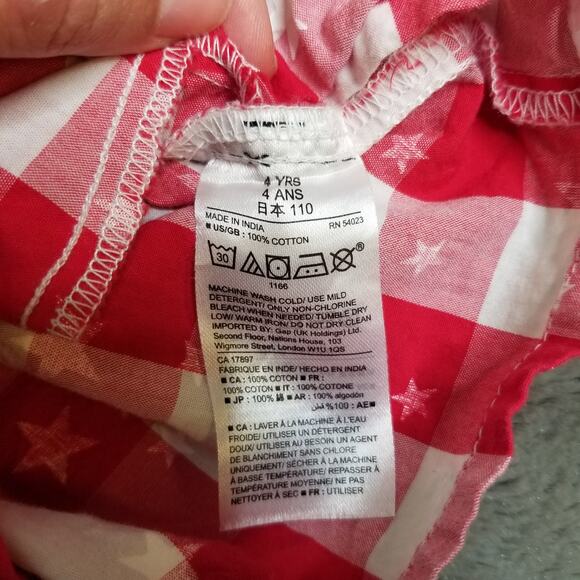 4 YRS
4 ANS
日本 110
MADE IN INDIA RN 54023
■ US/GB : 100% COTTON
30
1166
MACHINE WASH COLD/ USE MILD
DETERGENT/ ONLY NON-CHLORINE
BLEACH WHEN NEEDED/ TUMBLE DRY
LOW/ WARM IRON/ DO NOT DRY CLEAN
IMPORTED BY: Gap (UK Holdings) Ltd.
Second Floor, Nations House, 103
Wigmore Street, London W1U 1QS
CA 17897
FABRIQUE EN INDE/ HECHO EN INDIA
■ CA : 100% COTON ■ FR :
100% COTON ■ IT : 100% COTONE
■ JP : 100% 綿 ■ AR : 100% algodón
■ AE: 100% قطن
■ CA : LAVER À LA MACHINE À L'EAU
FROIDE/ UTILISER UN DÉTERGENT
DOUX/ UTILISER AU BESOIN UN AGENT
DE BLANCHIMENT SANS CHLORE
UNIQUEMENT/ SÉCHER À LA MACHINE
À BASSE TEMPÉRATURE/ REPASSER À
TEMPÉRATURE MOYENNE/ NE PAS
NETTOYER À SEC ■ FR : UTILISER